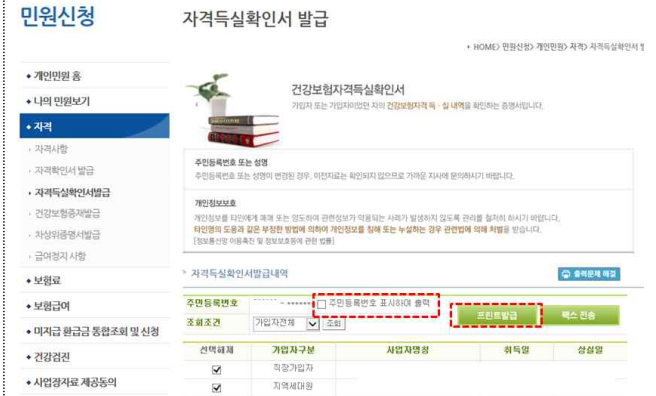 민원신청
자격득실확인서 발급
HOME> 민원신청> 개인민원> 자격> 자격득실확인서 발
개인민원 홈
나의 민원보기
자격
자격사항
자격확인서 발급
자격득실확인서발급
건강보험증재발급
차상위증명서발급
급여정지 사항
보험료
보험급여
미지급 환급금 통합조회 및 신청
건강검진
사업장자료 제공동의
건강보험자격득실확인서
가입자 또는 가입자이었던 자의 건강보험자격 득 · 실 내역을 확인하는 증명서입니다.
주민등록번호 또는 성명
주민등록번호 또는 성명이 변경된 경우, 이전자료는 확인되지 않으므로 가까운 지사에 문의하시기 바랍니다.
개인정보보호
개인정보를 타인에게 매매 또는 양도하여 관련정보가 악용되는 사례가 발생하지 않도록 관리를 철저히 하시기 바랍니다.
타인명의 도용과 같은 부정한 방법에 의하여 개인정보를 침해 또는 누설하는 경우 관련법에 의해 처벌을 받습니다.
[정보통신망 이용촉진 및 정보보호등에 관한 법률]
자격득실확인서발급내역
출력문제 해결
주민등록번호 ****** - ****** 주민등록번호 표시하여 출력
조회조건 가입자전체 조회
프린트발급 팩스 전송
선택해제 가입자구분 사업자명칭 취득일 상실일
직장가입자
지역세대원